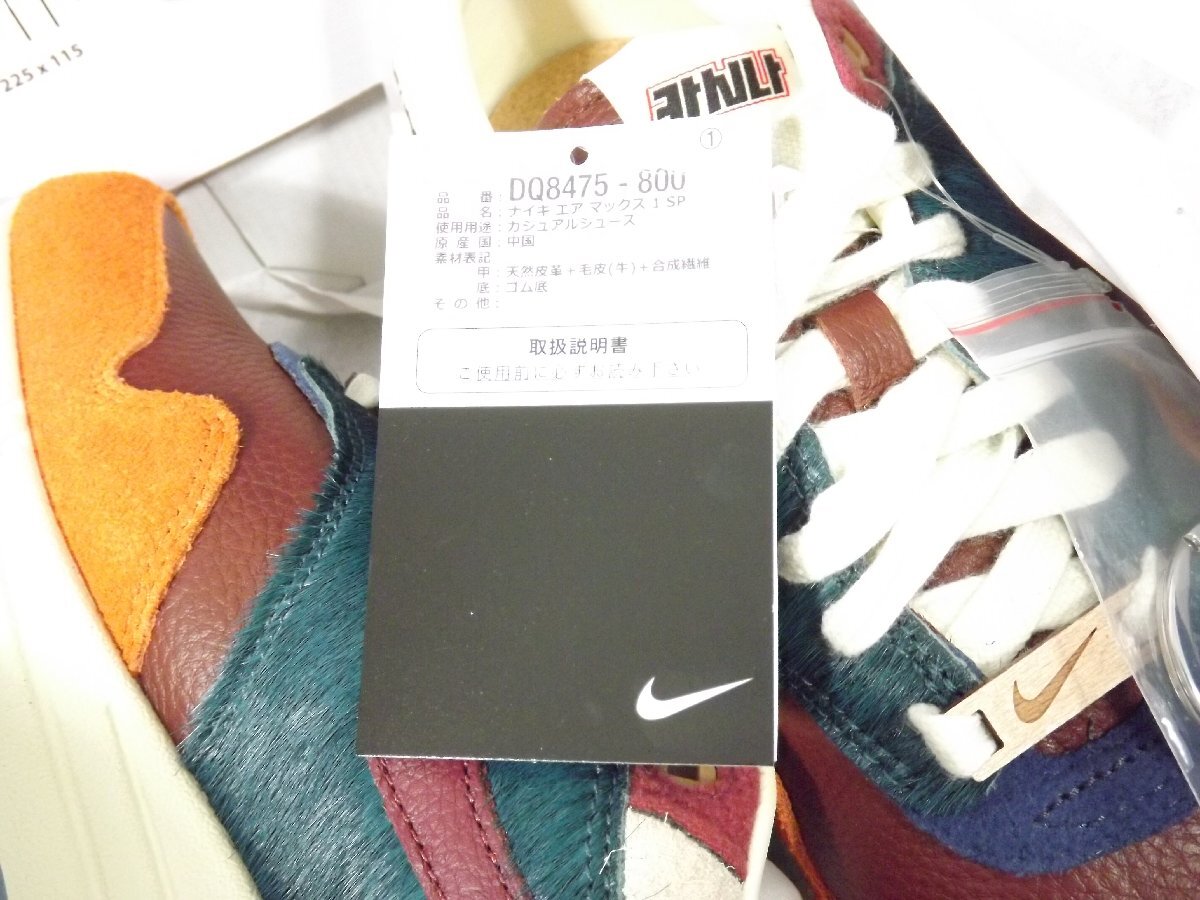 225 x 115
카시나
①
品番：DQ8475 - 800
品名：ナイキ エア マックス 1 SP
使用用途：カジュアルシューズ
原産国：中国
素材表記
甲：天然皮革＋毛皮(牛)＋合成繊維
底：ゴム底
その他：
取扱説明書
ご使用前に必ずお読み下さい